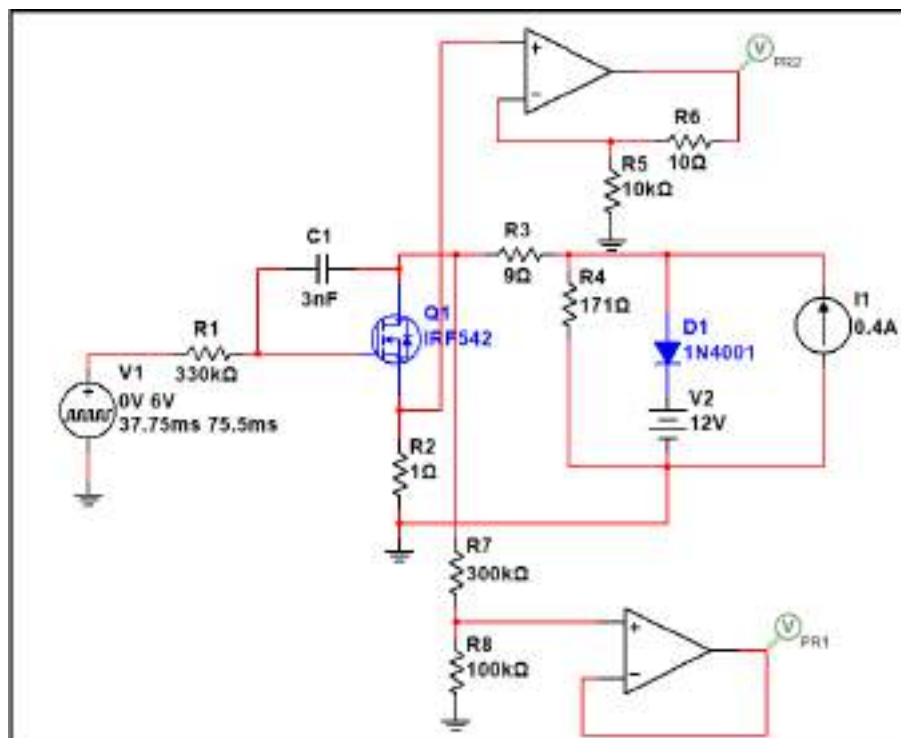 PR2
R6
10Ω
R5
10kΩ
C1
3nF
R3
9Ω
R4
171Ω
I1
0.4A
Q1
IRF542
D1
1N4001
R1
330kΩ
V1
0V 6V
37.75ms 75.5ms
V2
12V
R2
1Ω
R7
300kΩ
R8
100kΩ
PR1